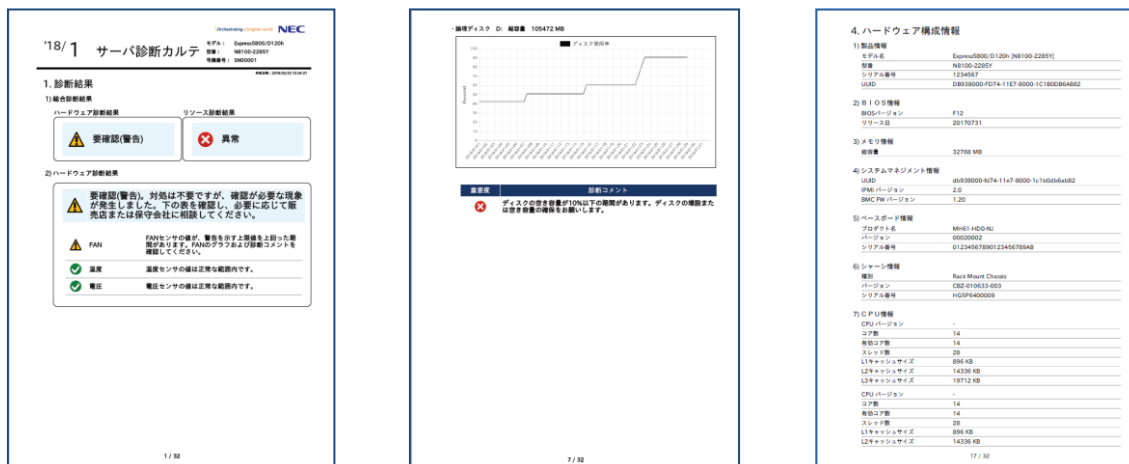 Orchestrating a brighter world NEC
'18/1 サーバ診断カルテ
モデル： Express5800/D120h
型番： N8100-2285Y
号機番号： SN00001
1. 診断結果
1) 総合診断結果
ハードウェア診断結果 リソース診断結果
要確認(警告) 異常
2) ハードウェア診断結果
要確認(警告)。対処は不要ですが、確認が必要な現象
が発生しました。下の表を確認し、必要に応じて販
売店または保守会社に相談してください。
FAN
FANセンサの値が、警告を示す上限値を上回った期
間があります。FANのグラフおよび診断コメントを
確認してください。
温度 温度センサの値は正常な範囲内です。
電圧 電圧センサの値は正常な範囲内です。
1 / 32
・論理ディスク D: 総容量 105472 MB
ディスク使用率
100
90
80
70
60
50
40
30
20
10
0
重要度 診断コメント
ディスクの空き容量が10%以下の期間があります。ディスクの増設また
は空き容量の確保をお願いします。
7 / 32
4. ハードウェア構成情報
1) 製品情報
モデル名 Express5800/D120h [N8100-2285Y]
型番 N8100-2285Y
シリアル番号 1234567
UUID DB938000-FD74-11E7-8000-1C1B0DB6A882
2) ＢＩＯＳ情報
BIOSバージョン F12
リリース日 20170731
3) メモリ情報
総容量 32768 MB
4) システムマネジメント情報
UUID db938000-fd74-11e7-8000-1c1b0db6ab82
IPMI バージョン 2.0
BMC FW バージョン 1.20
5) ベースボード情報
プロダクト名 MH61-HD0-NJ
バージョン 00020002
シリアル番号 01234567890123456789AB
6) シャーシ情報
種別 Rack Mount Chassis
バージョン CBZ-010633-003
シリアル番号 HG5P6400009
7) ＣＰＵ情報
CPU バージョン -
コア数 14
有効コア数 14
スレッド数 28
L1キャッシュサイズ 896 KB
L2キャッシュサイズ 14336 KB
L3キャッシュサイズ 19712 KB
CPU バージョン -
コア数 14
有効コア数 14
スレッド数 28
L1キャッシュサイズ 896 KB
L2キャッシュサイズ 14336 KB
17 / 32